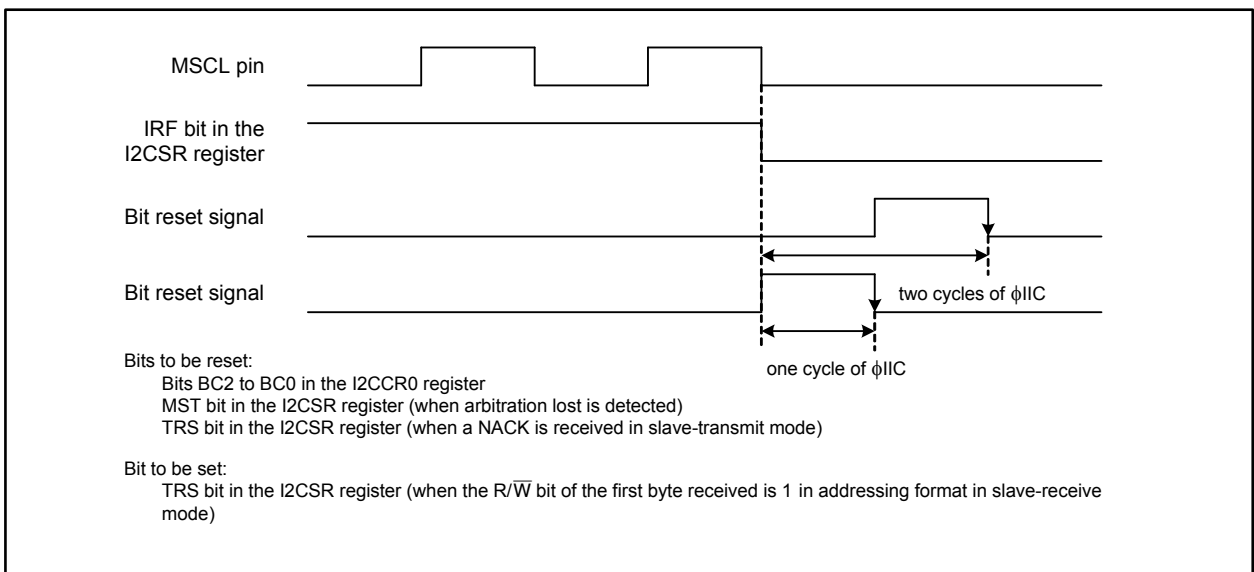 MSCL pin
IRF bit in the
I2CSR register
Bit reset signal
Bit reset signal
two cycles of ϕIIC
one cycle of ϕIIC
Bits to be reset:
Bits BC2 to BC0 in the I2CCR0 register
MST bit in the I2CSR register (when arbitration lost is detected)
TRS bit in the I2CSR register (when a NACK is received in slave-transmit mode)
Bit to be set:
TRS bit in the I2CSR register (when the R/W̅ bit of the first byte received is 1 in addressing format in slave-receive
mode)